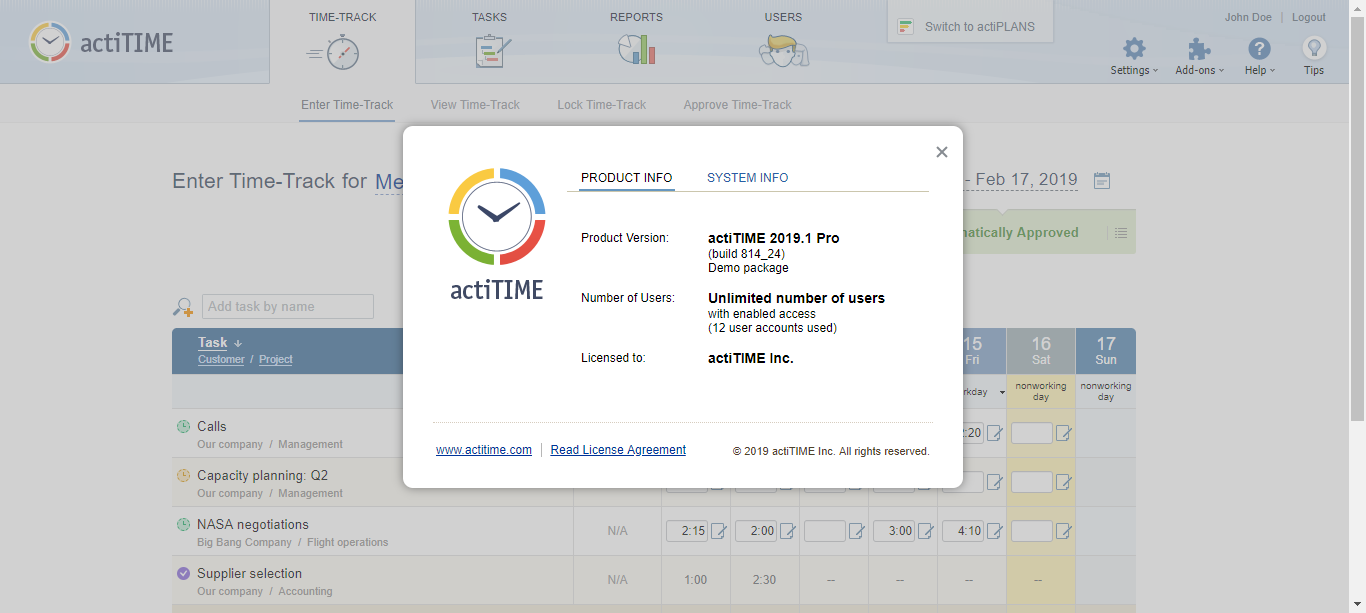 TIME-TRACK
TASKS
REPORTS
USERS
Switch to actiPLANS
John Doe | Logout
actiTIME
Settings
Add-ons
Help
Tips
Enter Time-Track
View Time-Track
Lock Time-Track
Approve Time-Track
Enter Time-Track for Me
- Feb 17, 2019
Approved
Add task by name
PRODUCT INFO
SYSTEM INFO
actiTIME
Product Version:
actiTIME 2019.1 Pro
(build 814_24)
Demo package
Number of Users:
Unlimited number of users
with enabled access
(12 user accounts used)
Licensed to:
actiTIME Inc.
www.actitime.com
Read License Agreement
© 2019 actiTIME Inc. All rights reserved.
Task ↓
Customer / Project
15
Fri
16
Sat
17
Sun
nonworking
day
nonworking
day
Calls
Our company / Management
:20
Capacity planning: Q2
Our company / Management
NASA negotiations
Big Bang Company / Flight operations
N/A
2:15
2:00
3:00
4:10
Supplier selection
Our company / Accounting
N/A
1:00
2:30
--
--
--
--